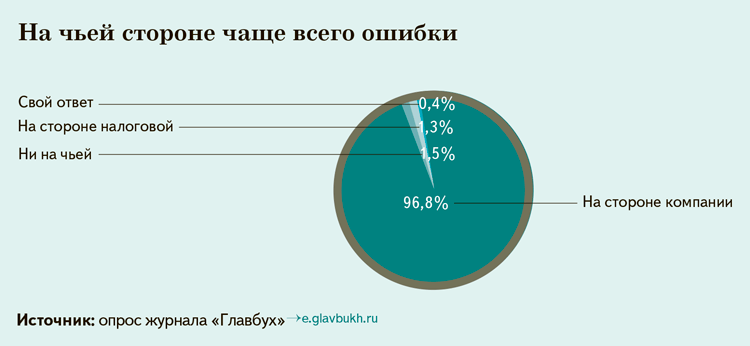 На чьей стороне чаще всего ошибки
Свой ответ 0,4%
На стороне налоговой 1,3%
Ни на чьей 1,5%
96,8% На стороне компании
Источник: опрос журнала «Главбух» →e.glavbukh.ru